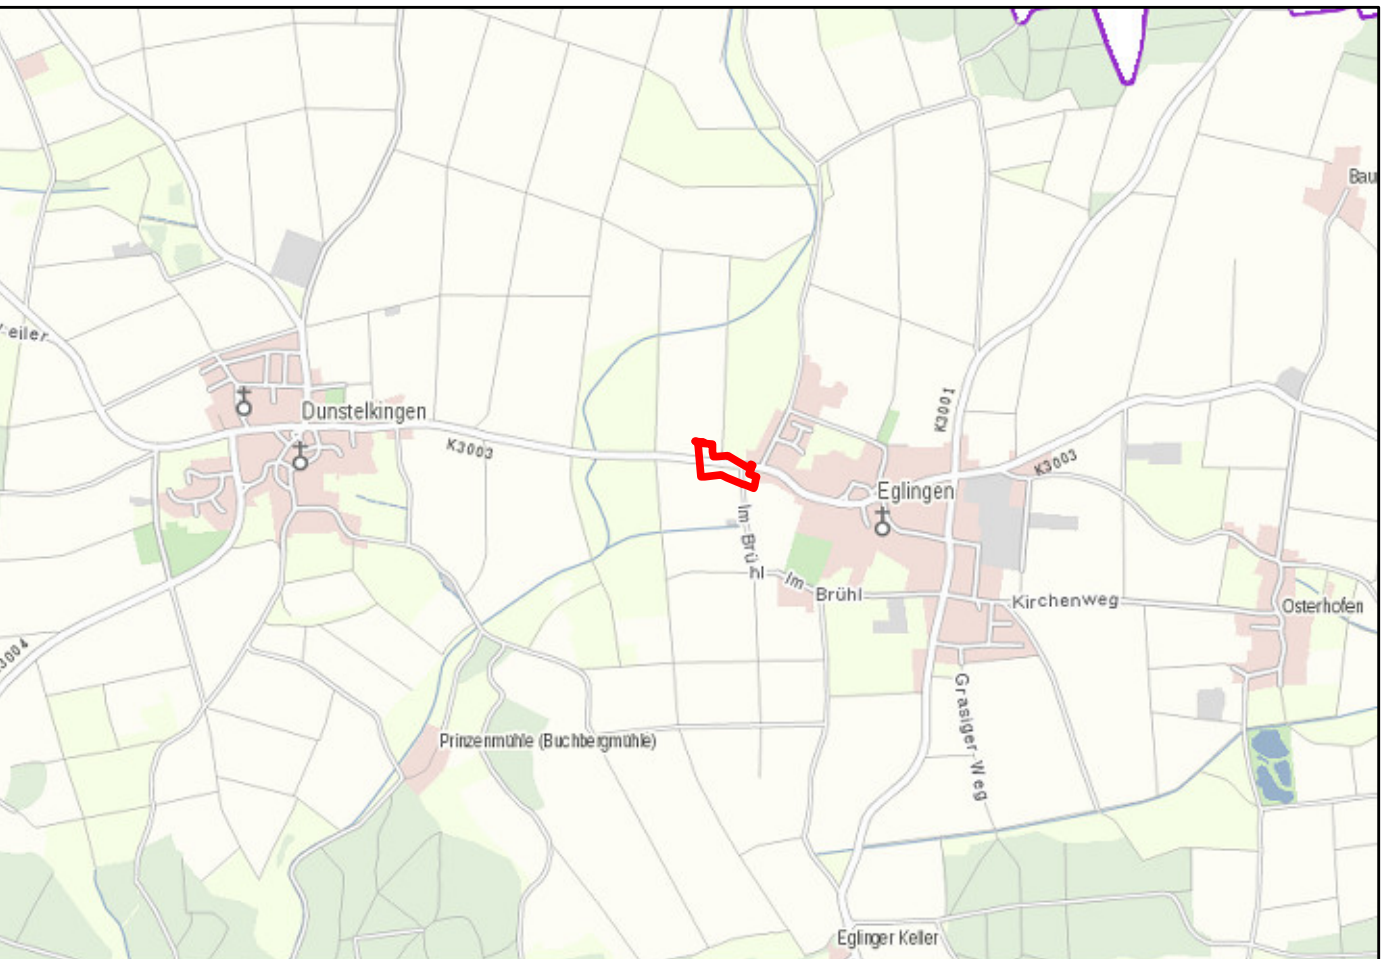 Bau
eiler
Dunstelkingen
K3003
K3001
K3003
Eglingen
Im Brühl
Im
Brühl
Kirchenweg
Osterhofen
3004
Grasiger-Weg
Prinzenmühle (Buchbergmühle)
Eglinger Keller